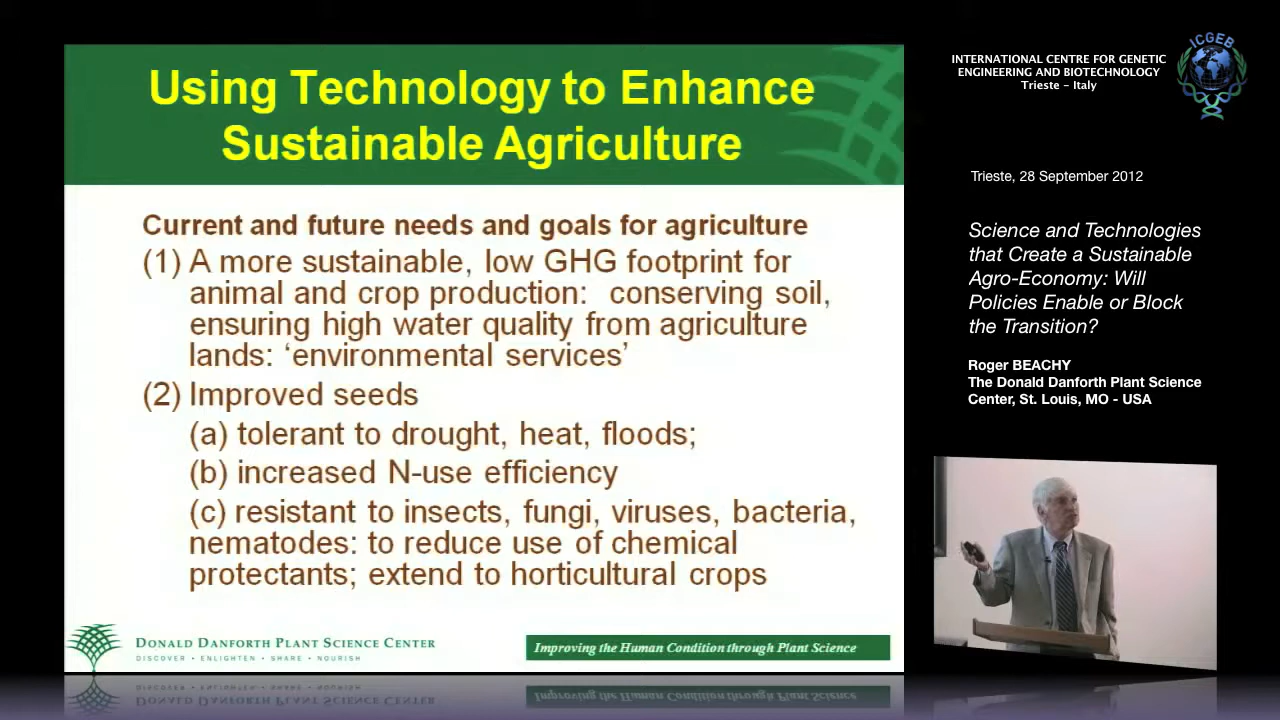 Using Technology to Enhance
Sustainable Agriculture
Current and future needs and goals for agriculture
(1) A more sustainable, low GHG footprint for
animal and crop production: conserving soil,
ensuring high water quality from agriculture
lands: ‘environmental services’
(2) Improved seeds
(a) tolerant to drought, heat, floods;
(b) increased N-use efficiency
(c) resistant to insects, fungi, viruses, bacteria,
nematodes: to reduce use of chemical
protectants; extend to horticultural crops
DONALD DANFORTH PLANT SCIENCE CENTER
DISCOVER • ENLIGHTEN • SHARE • NOURISH
Improving the Human Condition through Plant Science
INTERNATIONAL CENTRE FOR GENETIC
ENGINEERING AND BIOTECHNOLOGY
Trieste - Italy
ICGEB
Trieste, 28 September 2012
Science and Technologies
that Create a Sustainable
Agro-Economy: Will
Policies Enable or Block
the Transition?
Roger BEACHY
The Donald Danforth Plant Science
Center, St. Louis, MO - USA